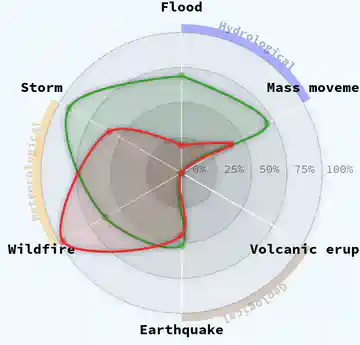 Flood
Hydrological
Storm
Mass moveme
Meteorological
0% 25% 50% 75% 100%
Wildfire
Volcanic erup
Geological
Earthquake